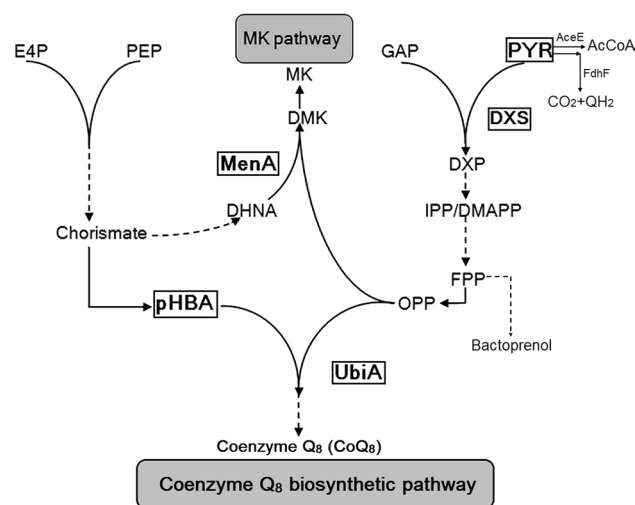 MK pathway
E4P
PEP
MK
GAP
PYR
AceE
AcCoA
FdhF
CO2+QH2
DMK
DXS
MenA
DXP
DHNA
IPP/DMAPP
Chorismate
FPP
pHBA
OPP
Bactoprenol
UbiA
Coenzyme Q8 (CoQ8)
Coenzyme Q8 biosynthetic pathway